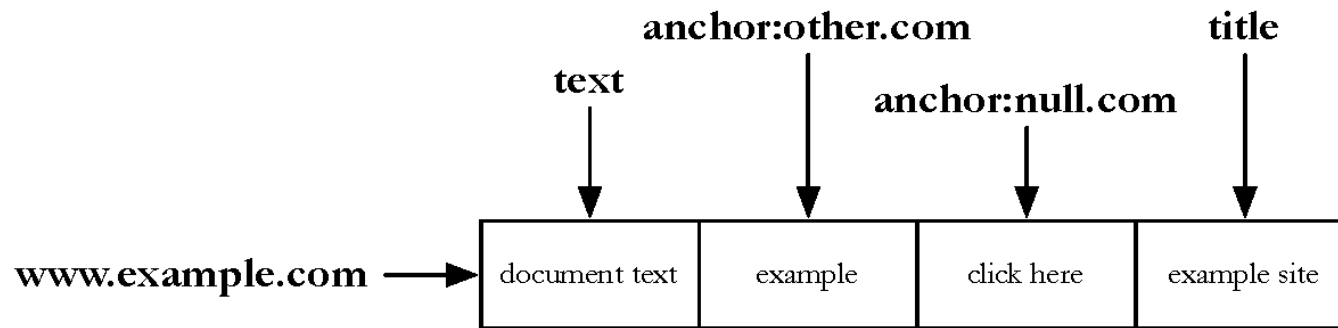 anchor:other.com
title
text
anchor:null.com
www.example.com
document text
example
click here
example site